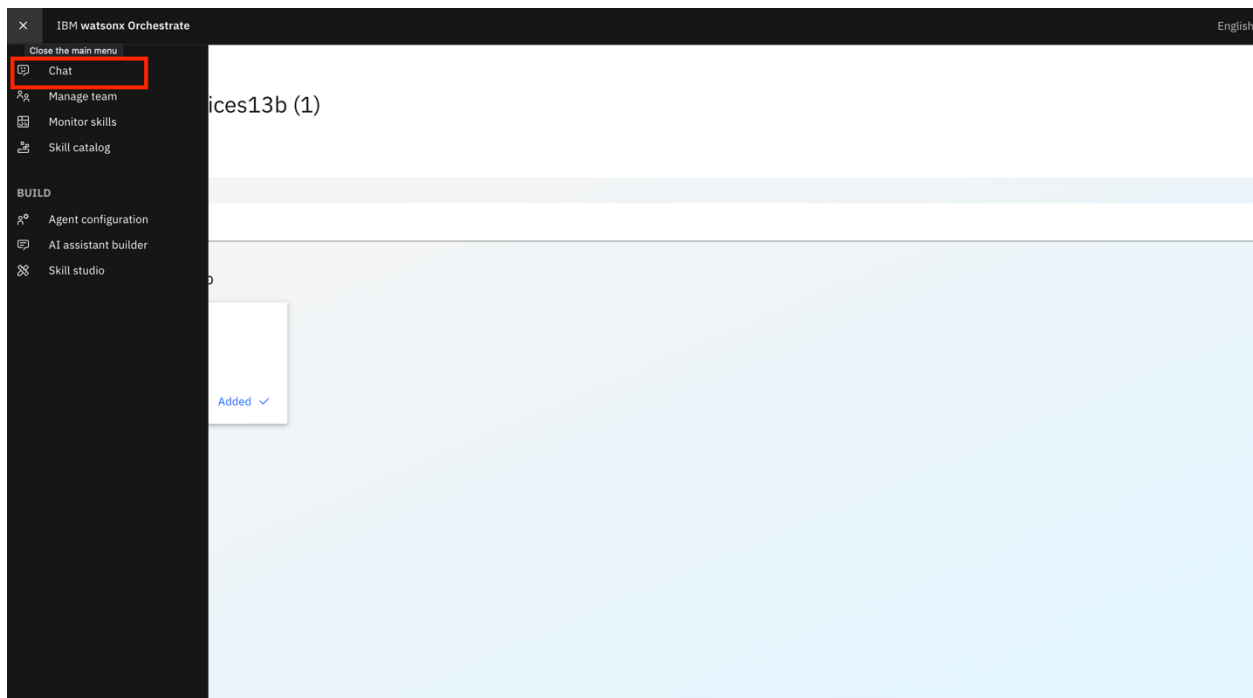 IBM watsonx Orchestrate
English
Close the main menu
Chat
Manage team
ices13b (1)
Monitor skills
Skill catalog
BUILD
Agent configuration
AI assistant builder
Skill studio
Added